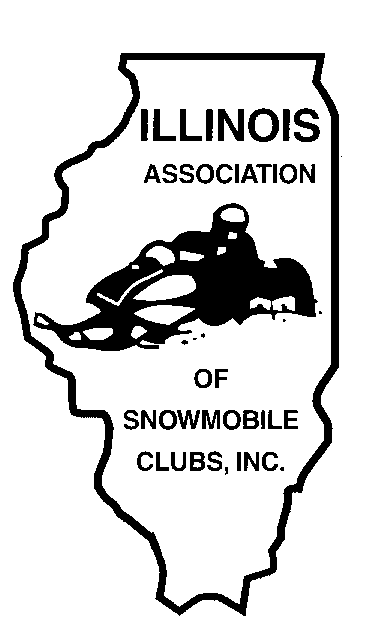 ILLINOIS
ASSOCIATION
OF
SNOWMOBILE
CLUBS, INC.